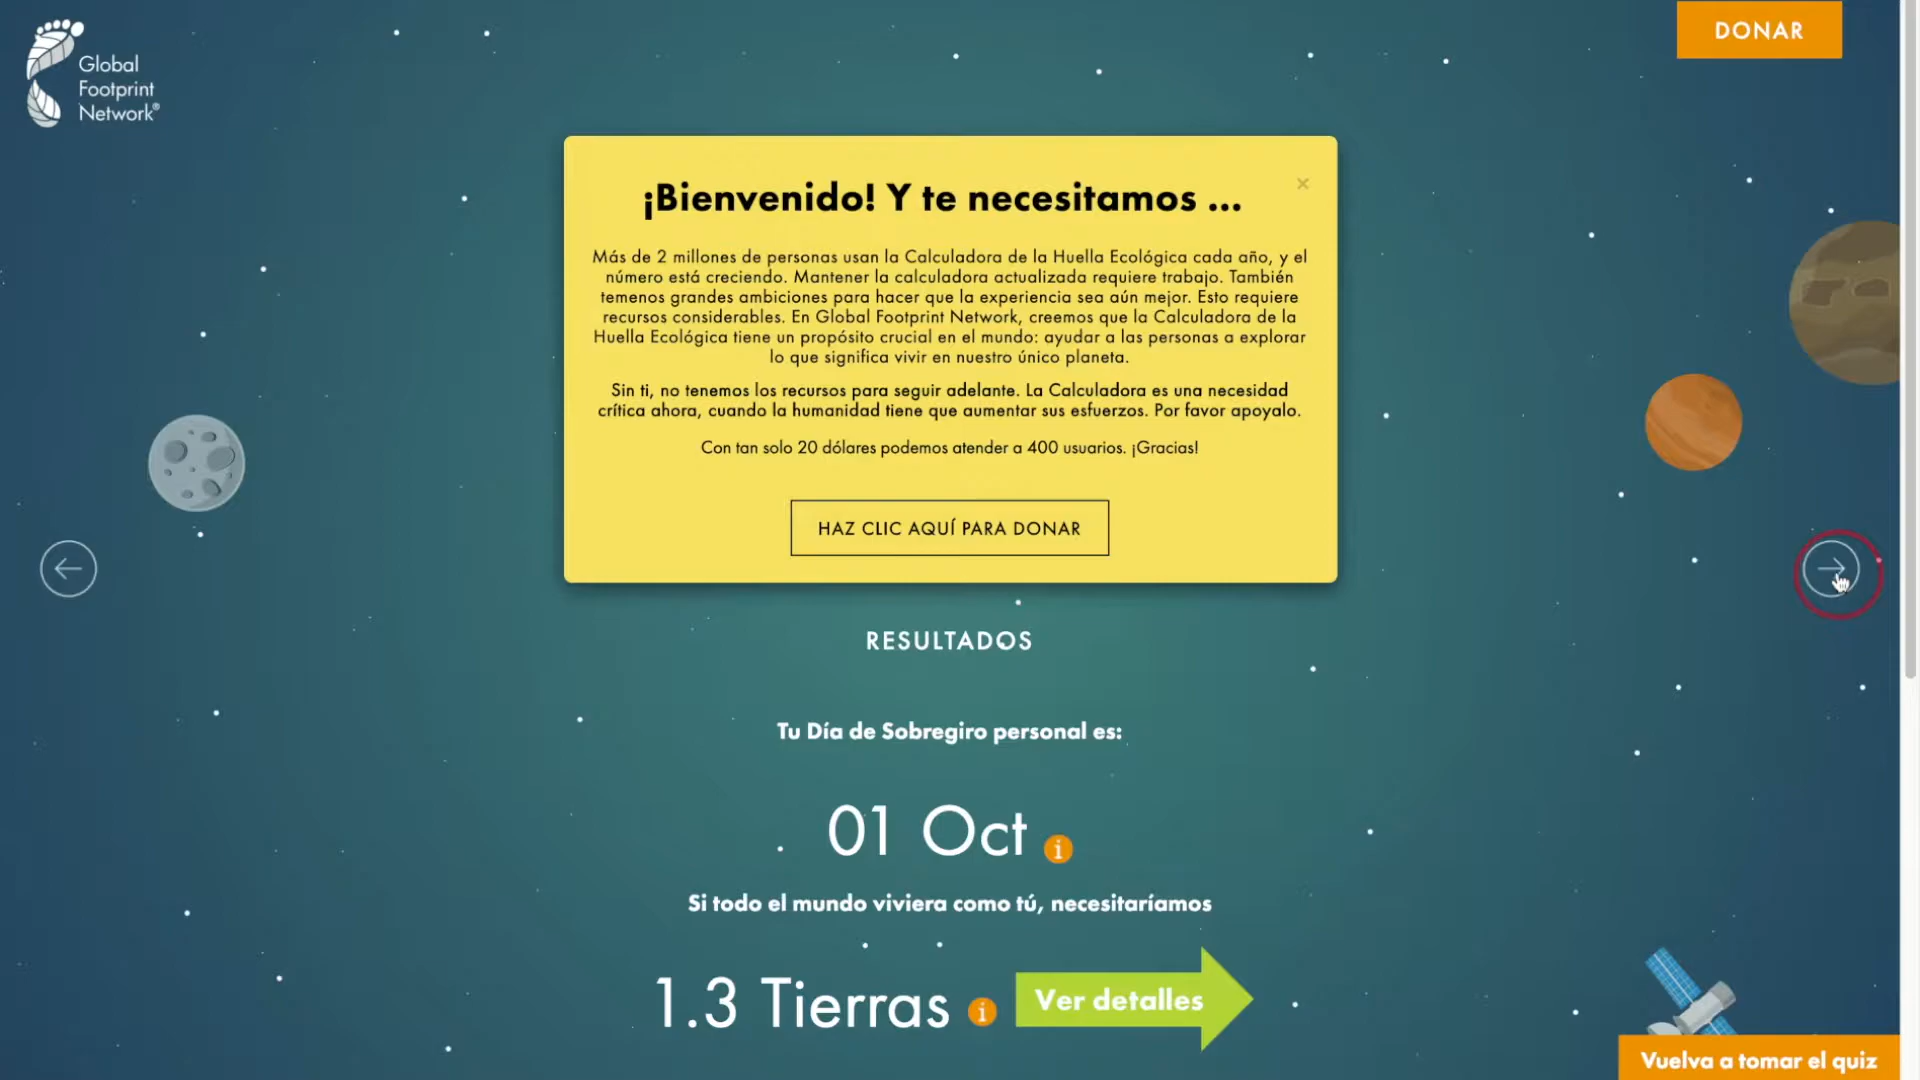 Global
Footprint
Network®
DONAR
¡Bienvenido! Y te necesitamos ...
×
Más de 2 millones de personas usan la Calculadora de la Huella Ecológica cada año, y el
número está creciendo. Mantener la calculadora actualizada requiere trabajo. También
temenos grandes ambiciones para hacer que la experiencia sea aún mejor. Esto requiere
recursos considerables. En Global Footprint Network, creemos que la Calculadora de la
Huella Ecológica tiene un propósito crucial en el mundo: ayudar a las personas a explorar
lo que significa vivir en nuestro único planeta.
Sin ti, no tenemos los recursos para seguir adelante. La Calculadora es una necesidad
crítica ahora, cuando la humanidad tiene que aumentar sus esfuerzos. Por favor apoyalo.
Con tan solo 20 dólares podemos atender a 400 usuarios. ¡Gracias!
HAZ CLIC AQUÍ PARA DONAR
RESULTADOS
Tu Día de Sobregiro personal es:
01 Oct i
Si todo el mundo viviera como tú, necesitaríamos
1.3 Tierras i
Ver detalles
Vuelva a tomar el quiz